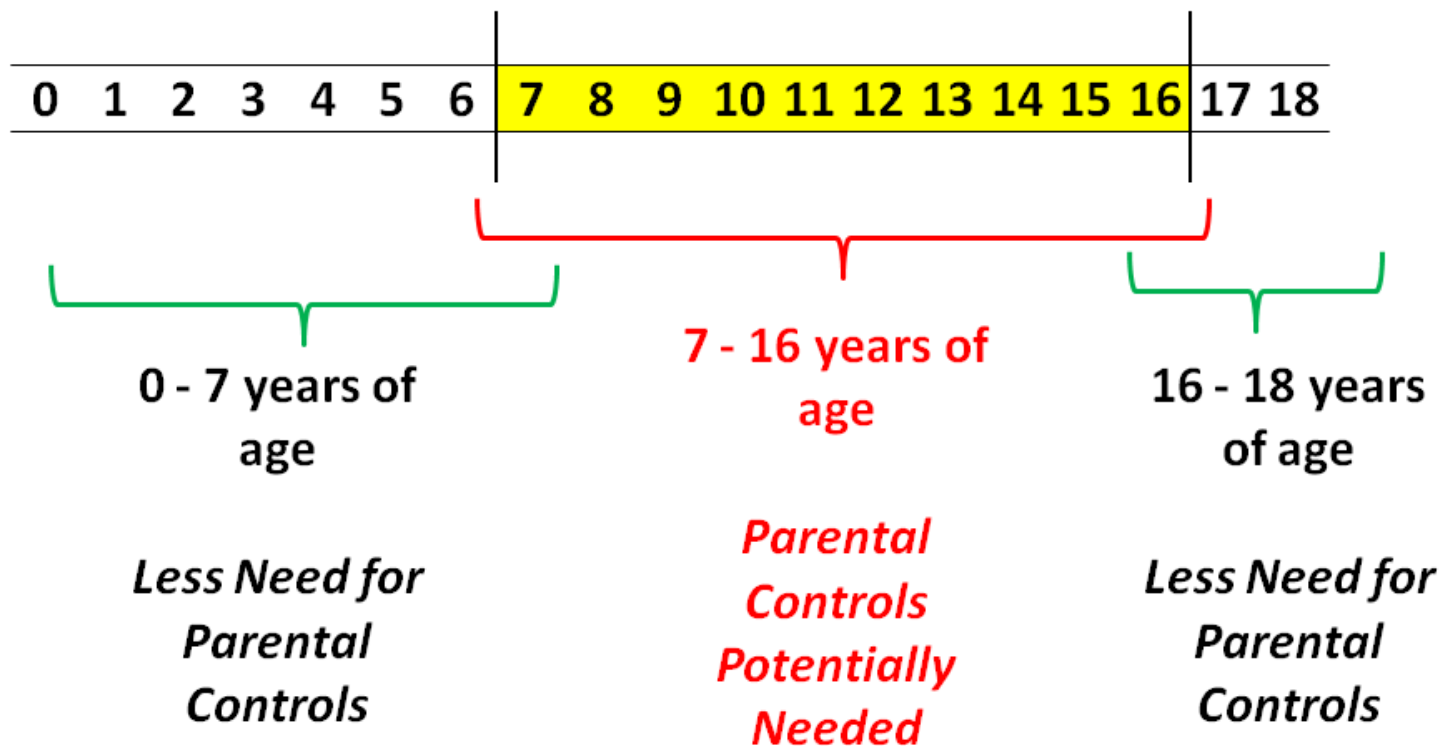 0 1 2 3 4 5 6 7 8 9 10 11 12 13 14 15 16 17 18
0 - 7 years of
age
Less Need for
Parental
Controls
7 - 16 years of
age
Parental
Controls
Potentially
Needed
16 - 18 years
of age
Less Need for
Parental
Controls